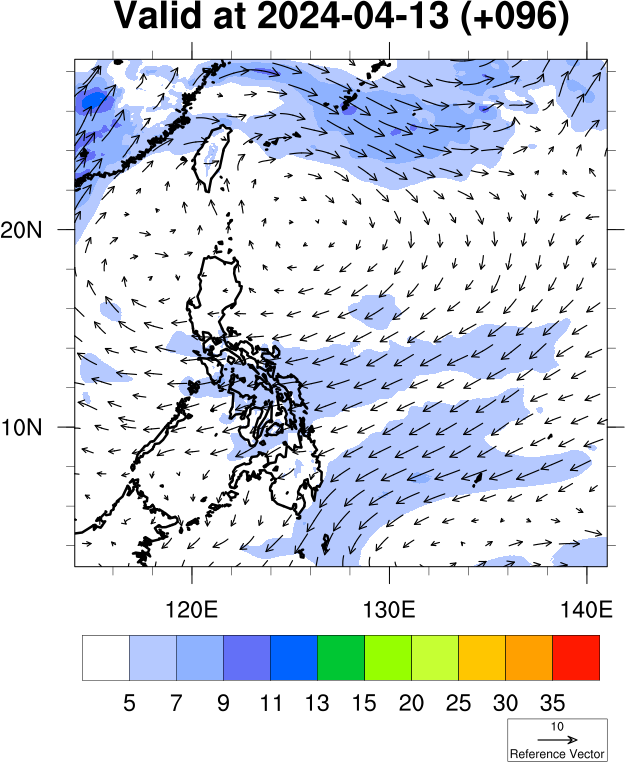 Valid at 2024-04-13 (+096)
20N
10N
120E 130E 140E
5 7 9 11 13 15 20 25 30 35
10
Reference Vector